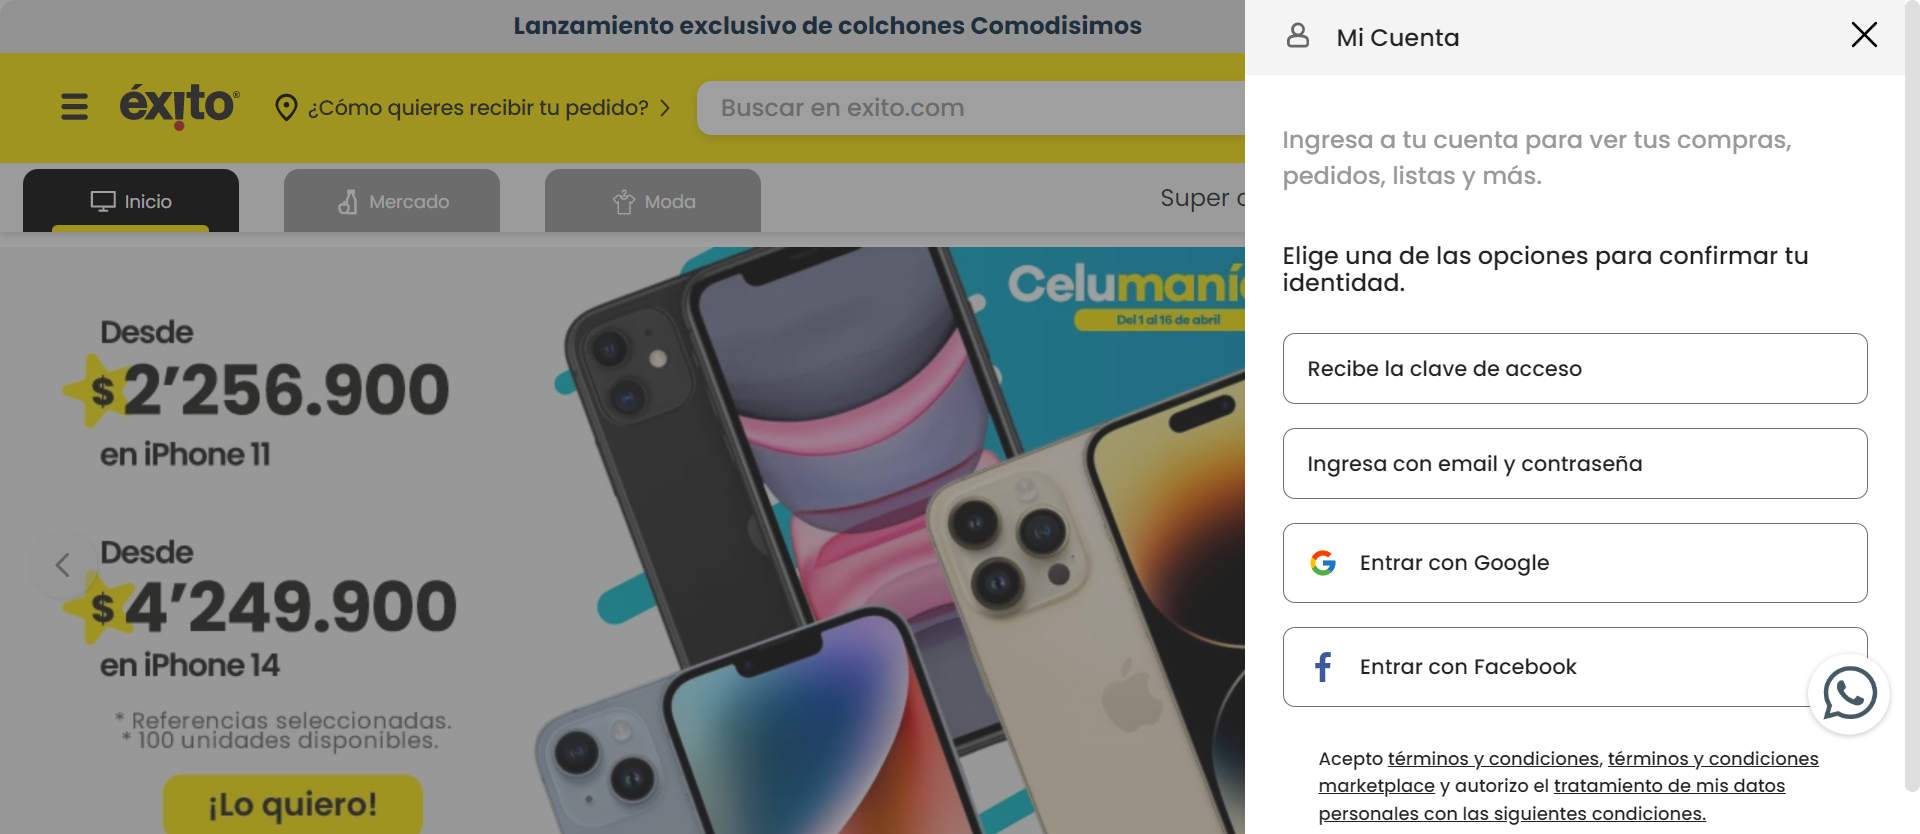 Lanzamiento exclusivo de colchones Comodisimos
éxito
¿Cómo quieres recibir tu pedido?
Buscar en exito.com
Inicio
Mercado
Moda
Super
Desde
$2’256.900
en iPhone 11
Desde
$4’249.900
en iPhone 14
* Referencias seleccionadas.
* 100 unidades disponibles.
¡Lo quiero!
Celumaní
Del 1 al 16 de abril
Mi Cuenta
Ingresa a tu cuenta para ver tus compras,
pedidos, listas y más.
Elige una de las opciones para confirmar tu
identidad.
Recibe la clave de acceso
Ingresa con email y contraseña
Entrar con Google
Entrar con Facebook
Acepto términos y condiciones, términos y condiciones
marketplace y autorizo el tratamiento de mis datos
personales con las siguientes condiciones.